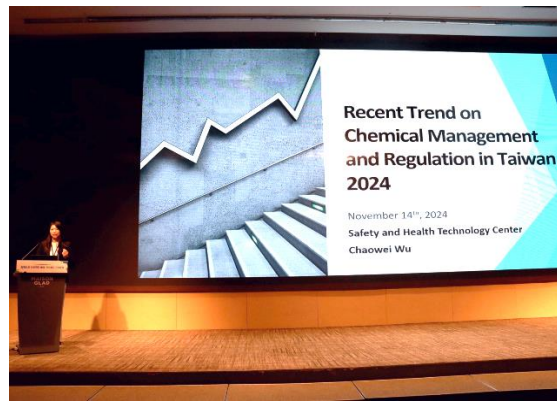 Recent Trend on
Chemical Management
and Regulation in Taiwan
2024
November 14th, 2024
Safety and Health Technology Center
Chaowei Wu
GLAD